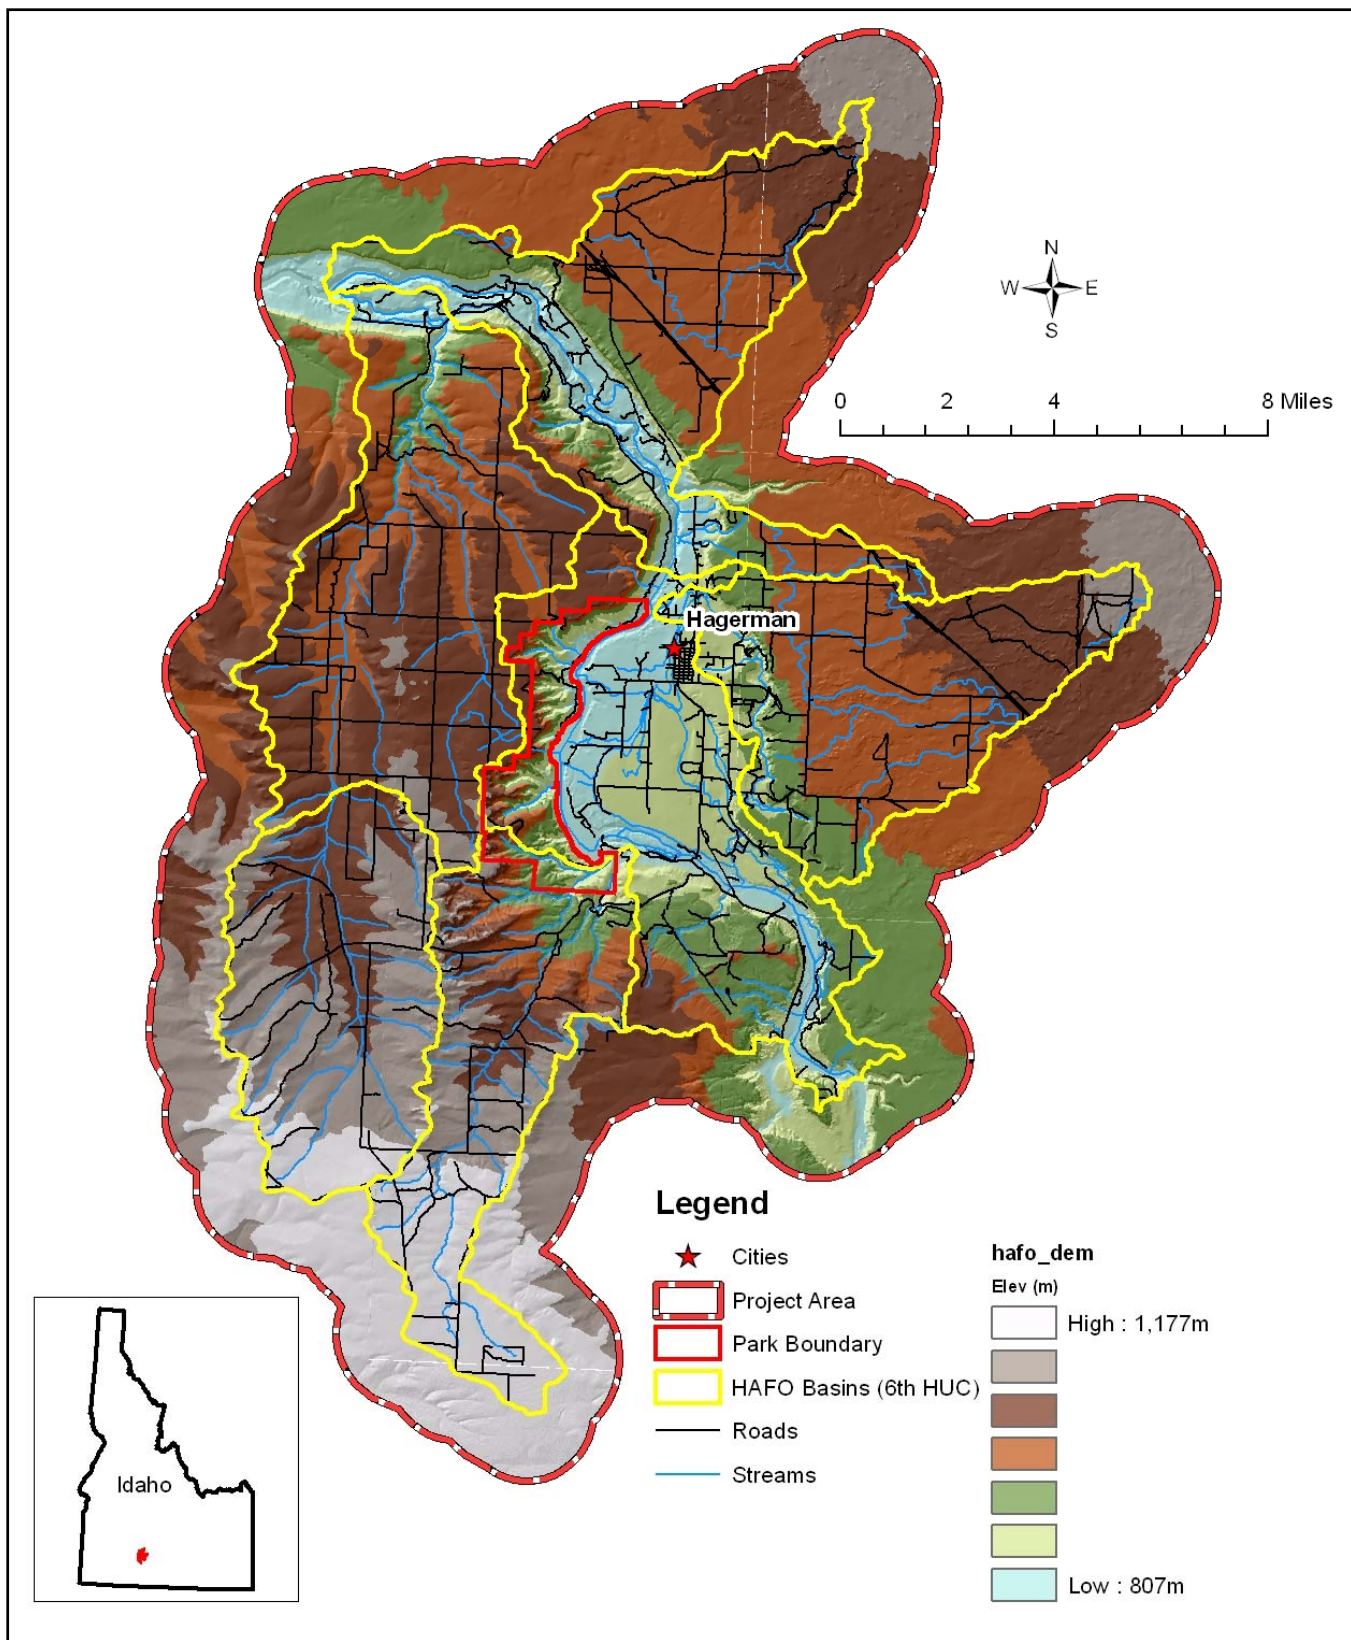 N
W E
S
0 2 4 8 Miles
Hagerman
Legend
Cities
Project Area
Park Boundary
HAFO Basins (6th HUC)
Roads
Streams
hafo_dem
Elev (m)
High : 1,177m
Low : 807m
Idaho